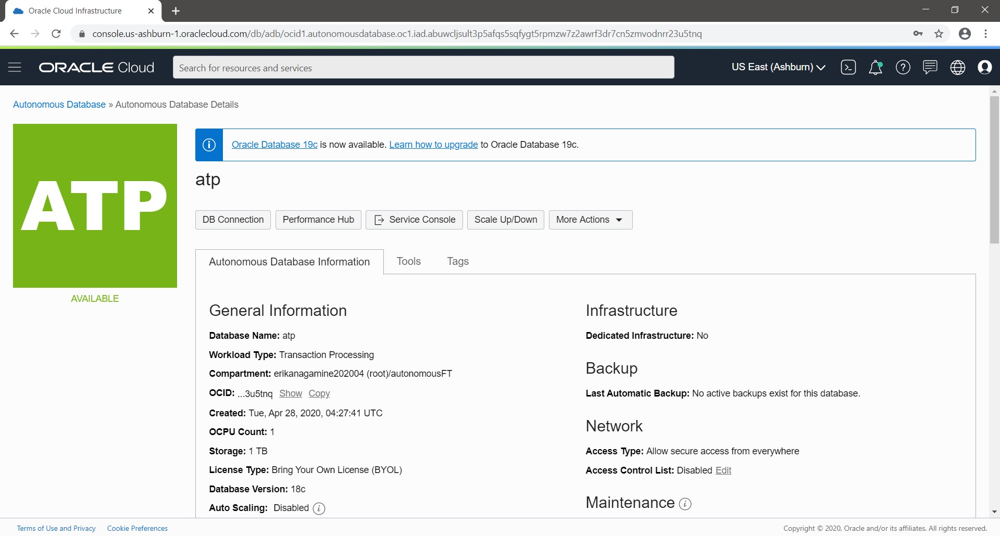 Oracle Cloud Infrastructure
console.us-ashburn-1.oraclecloud.com/db/adb/ocid1.autonomousdatabase.oc1.iad.abuwcljsult3p5afqs5sqfygt5rpmzw7z2awrf3dr7cn5zmvodnrr23u5tnq
ORACLE Cloud
Search for resources and services
US East (Ashburn)
Autonomous Database » Autonomous Database Details
ATP
AVAILABLE
Oracle Database 19c is now available. Learn how to upgrade to Oracle Database 19c.
atp
DB Connection
Performance Hub
Service Console
Scale Up/Down
More Actions
Autonomous Database Information
Tools
Tags
General Information
Database Name: atp
Workload Type: Transaction Processing
Compartment: erikanagamine202004 (root)/autonomousFT
OCID: ...3u5tnq Show Copy
Created: Tue, Apr 28, 2020, 04:27:41 UTC
OCPU Count: 1
Storage: 1 TB
License Type: Bring Your Own License (BYOL)
Database Version: 18c
Auto Scaling: Disabled
Infrastructure
Dedicated Infrastructure: No
Backup
Last Automatic Backup: No active backups exist for this database.
Network
Access Type: Allow secure access from everywhere
Access Control List: Disabled Edit
Maintenance
Terms of Use and Privacy
Cookie Preferences
Copyright © 2020, Oracle and/or its affiliates. All rights reserved.